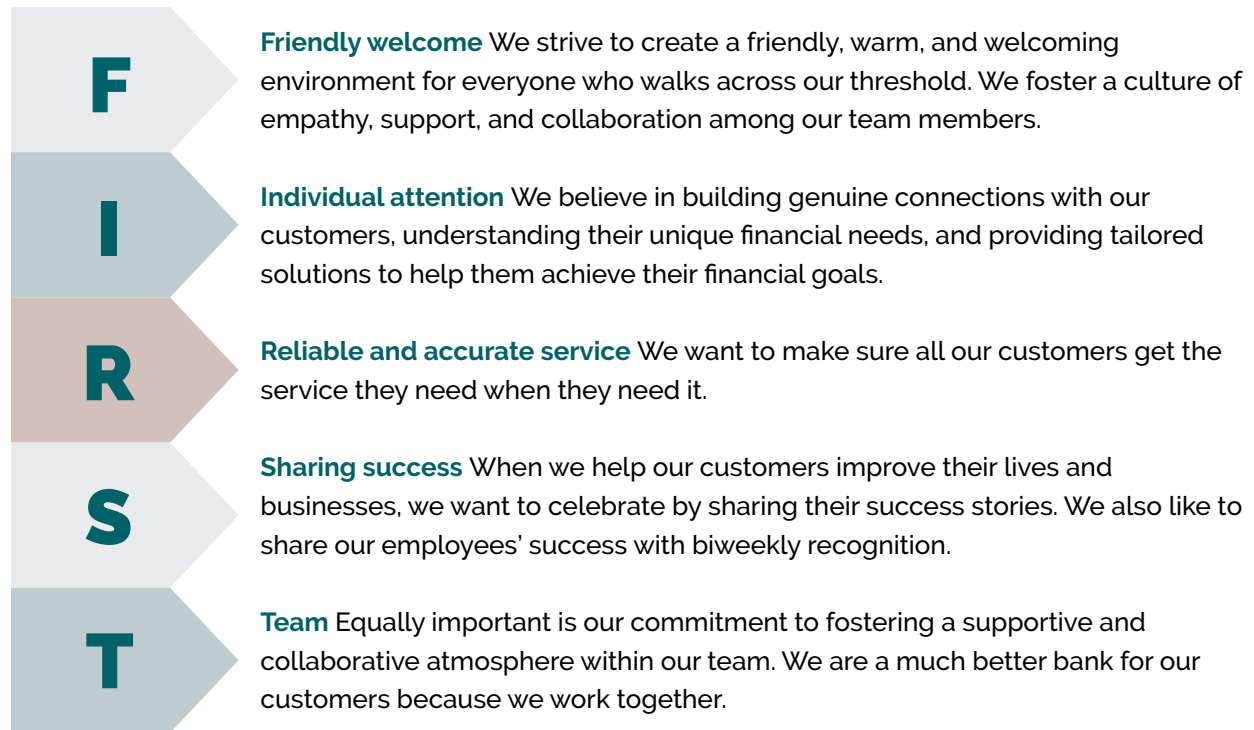 F
Friendly welcome We strive to create a friendly, warm, and welcoming
environment for everyone who walks across our threshold. We foster a culture of
empathy, support, and collaboration among our team members.
I
Individual attention We believe in building genuine connections with our
customers, understanding their unique financial needs, and providing tailored
solutions to help them achieve their financial goals.
R
Reliable and accurate service We want to make sure all our customers get the
service they need when they need it.
S
Sharing success When we help our customers improve their lives and
businesses, we want to celebrate by sharing their success stories. We also like to
share our employees’ success with biweekly recognition.
T
Team Equally important is our commitment to fostering a supportive and
collaborative atmosphere within our team. We are a much better bank for our
customers because we work together.